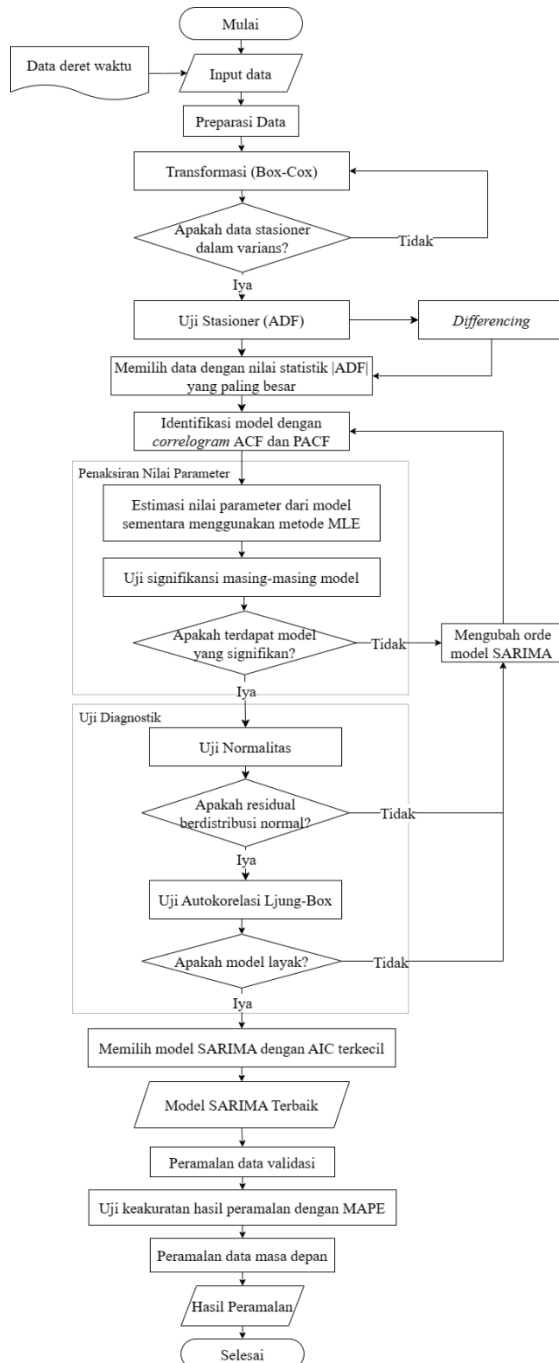 Mulai
Data deret waktu
Input data
Preparasi Data
Transformasi (Box-Cox)
Apakah data stasioner
dalam varians?
Tidak
Iya
Uji Stasioner (ADF)
Differencing
Memilih data dengan nilai statistik |ADF|
yang paling besar
Identifikasi model dengan
correlogram ACF dan PACF
Penaksiran Nilai Parameter
Estimasi nilai parameter dari model
sementara menggunakan metode MLE
Uji signifikansi masing-masing model
Apakah terdapat model
yang signifikan?
Tidak
Mengubah orde
model SARIMA
Iya
Uji Diagnostik
Uji Normalitas
Apakah residual
berdistribusi normal?
Tidak
Iya
Uji Autokorelasi Ljung-Box
Apakah model layak?
Tidak
Iya
Memilih model SARIMA dengan AIC terkecil
Model SARIMA Terbaik
Peramalan data validasi
Uji keakuratan hasil peramalan dengan MAPE
Peramalan data masa depan
Hasil Peramalan
Selesai